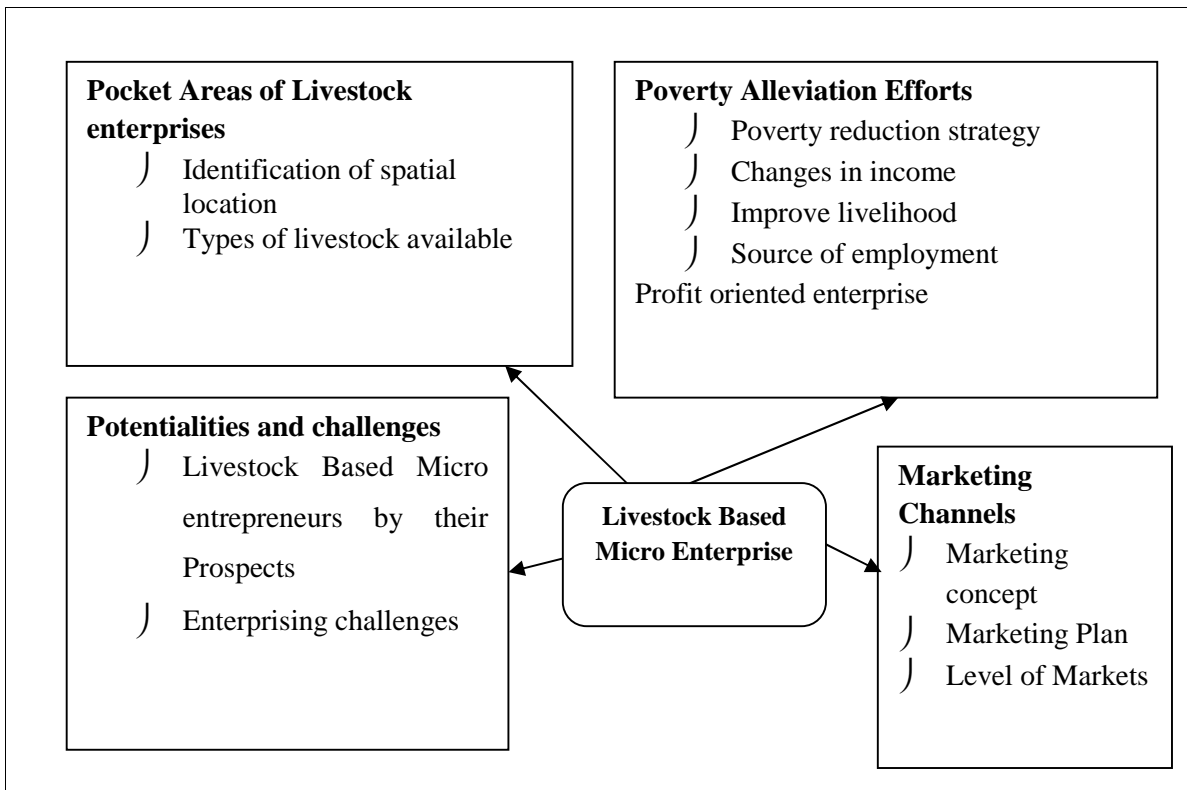 Pocket Areas of Livestock
enterprises
⌡ Identification of spatial
location
⌡ Types of livestock available
Poverty Alleviation Efforts
⌡ Poverty reduction strategy
⌡ Changes in income
⌡ Improve livelihood
⌡ Source of employment
Profit oriented enterprise
Potentialities and challenges
⌡ Livestock Based Micro
entrepreneurs by their
Prospects
⌡ Enterprising challenges
Livestock Based
Micro Enterprise
Marketing
Channels
⌡ Marketing
concept
⌡ Marketing Plan
⌡ Level of Markets